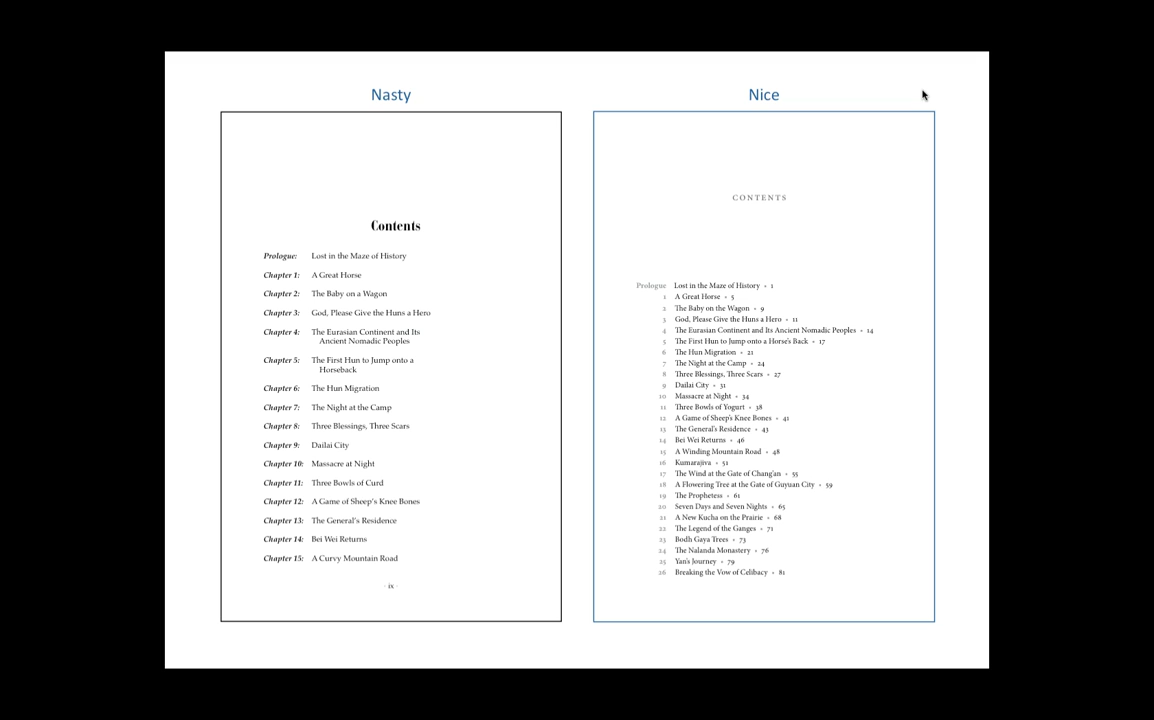 Nasty
Contents
Prologue: Lost in the Maze of History
Chapter 1: A Great Horse
Chapter 2: The Baby on a Wagon
Chapter 3: God, Please Give the Huns a Hero
Chapter 4: The Eurasian Continent and Its
Ancient Nomadic Peoples
Chapter 5: The First Hun to Jump onto a
Horseback
Chapter 6: The Hun Migration
Chapter 7: The Night at the Camp
Chapter 8: Three Blessings, Three Scars
Chapter 9: Dailai City
Chapter 10: Massacre at Night
Chapter 11: Three Bowls of Curd
Chapter 12: A Game of Sheep's Knee Bones
Chapter 13: The General's Residence
Chapter 14: Bei Wei Returns
Chapter 15: A Curvy Mountain Road
· ix ·
Nice
CONTENTS
Prologue Lost in the Maze of History • 1
1 A Great Horse • 5
2 The Baby on the Wagon • 9
3 God, Please Give the Huns a Hero • 11
4 The Eurasian Continent and Its Ancient Nomadic Peoples • 14
5 The First Hun to Jump onto a Horse's Back • 17
6 The Hun Migration • 21
7 The Night at the Camp • 24
8 Three Blessings, Three Scars • 27
9 Dailai City • 31
10 Massacre at Night • 34
11 Three Bowls of Yogurt • 38
12 A Game of Sheep's Knee Bones • 41
13 The General's Residence • 43
14 Bei Wei Returns • 46
15 A Winding Mountain Road • 48
16 Kumarajiva • 51
17 The Wind at the Gate of Chang'an • 55
18 A Flowering Tree at the Gate of Guyuan City • 59
19 The Prophetess • 61
20 Seven Days and Seven Nights • 65
21 A New Kucha on the Prairie • 68
22 The Legend of the Ganges • 71
23 Bodh Gaya Trees • 73
24 The Nalanda Monastery • 76
25 Yan's Journey • 79
26 Breaking the Vow of Celibacy • 81